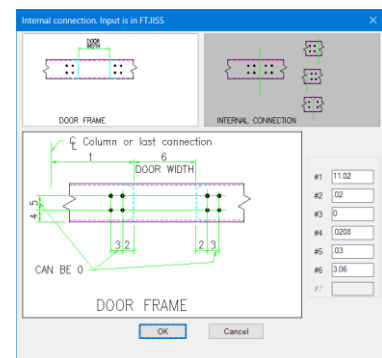 Internal connection. Input is in FT.IISS
DOOR
WIDTH
DOOR FRAME
INTERNAL CONNECTION
℄ Column or last connection
1
6
DOOR WIDTH
5
4
3 2
2 3
CAN BE 0
DOOR FRAME
#1 11.02
#2 .02
#3 0
#4 .0208
#5 .03
#6 3.06
#7
OK
Cancel